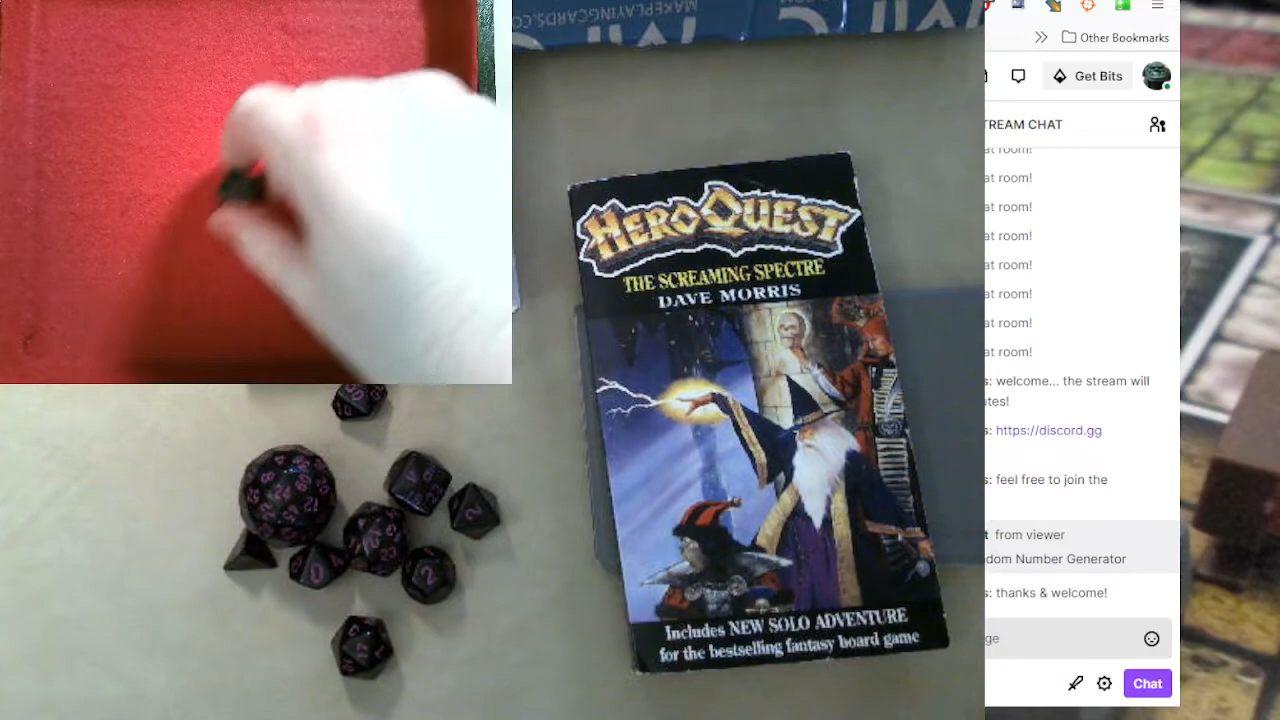 MAKEPLAYINGCARDS.COM
Other Bookmarks
Get Bits
TREAM CHAT
at room!
at room!
at room!
at room!
at room!
at room!
at room!
at room!
s: welcome... the stream will
ates!
s: https://discord.gg
s: feel free to join the
t from viewer
dom Number Generator
s: thanks & welcome!
ge
Chat
HEROQUEST
THE SCREAMING SPECTRE
DAVE MORRIS
Includes NEW SOLO ADVENTURE
for the bestselling fantasy board game